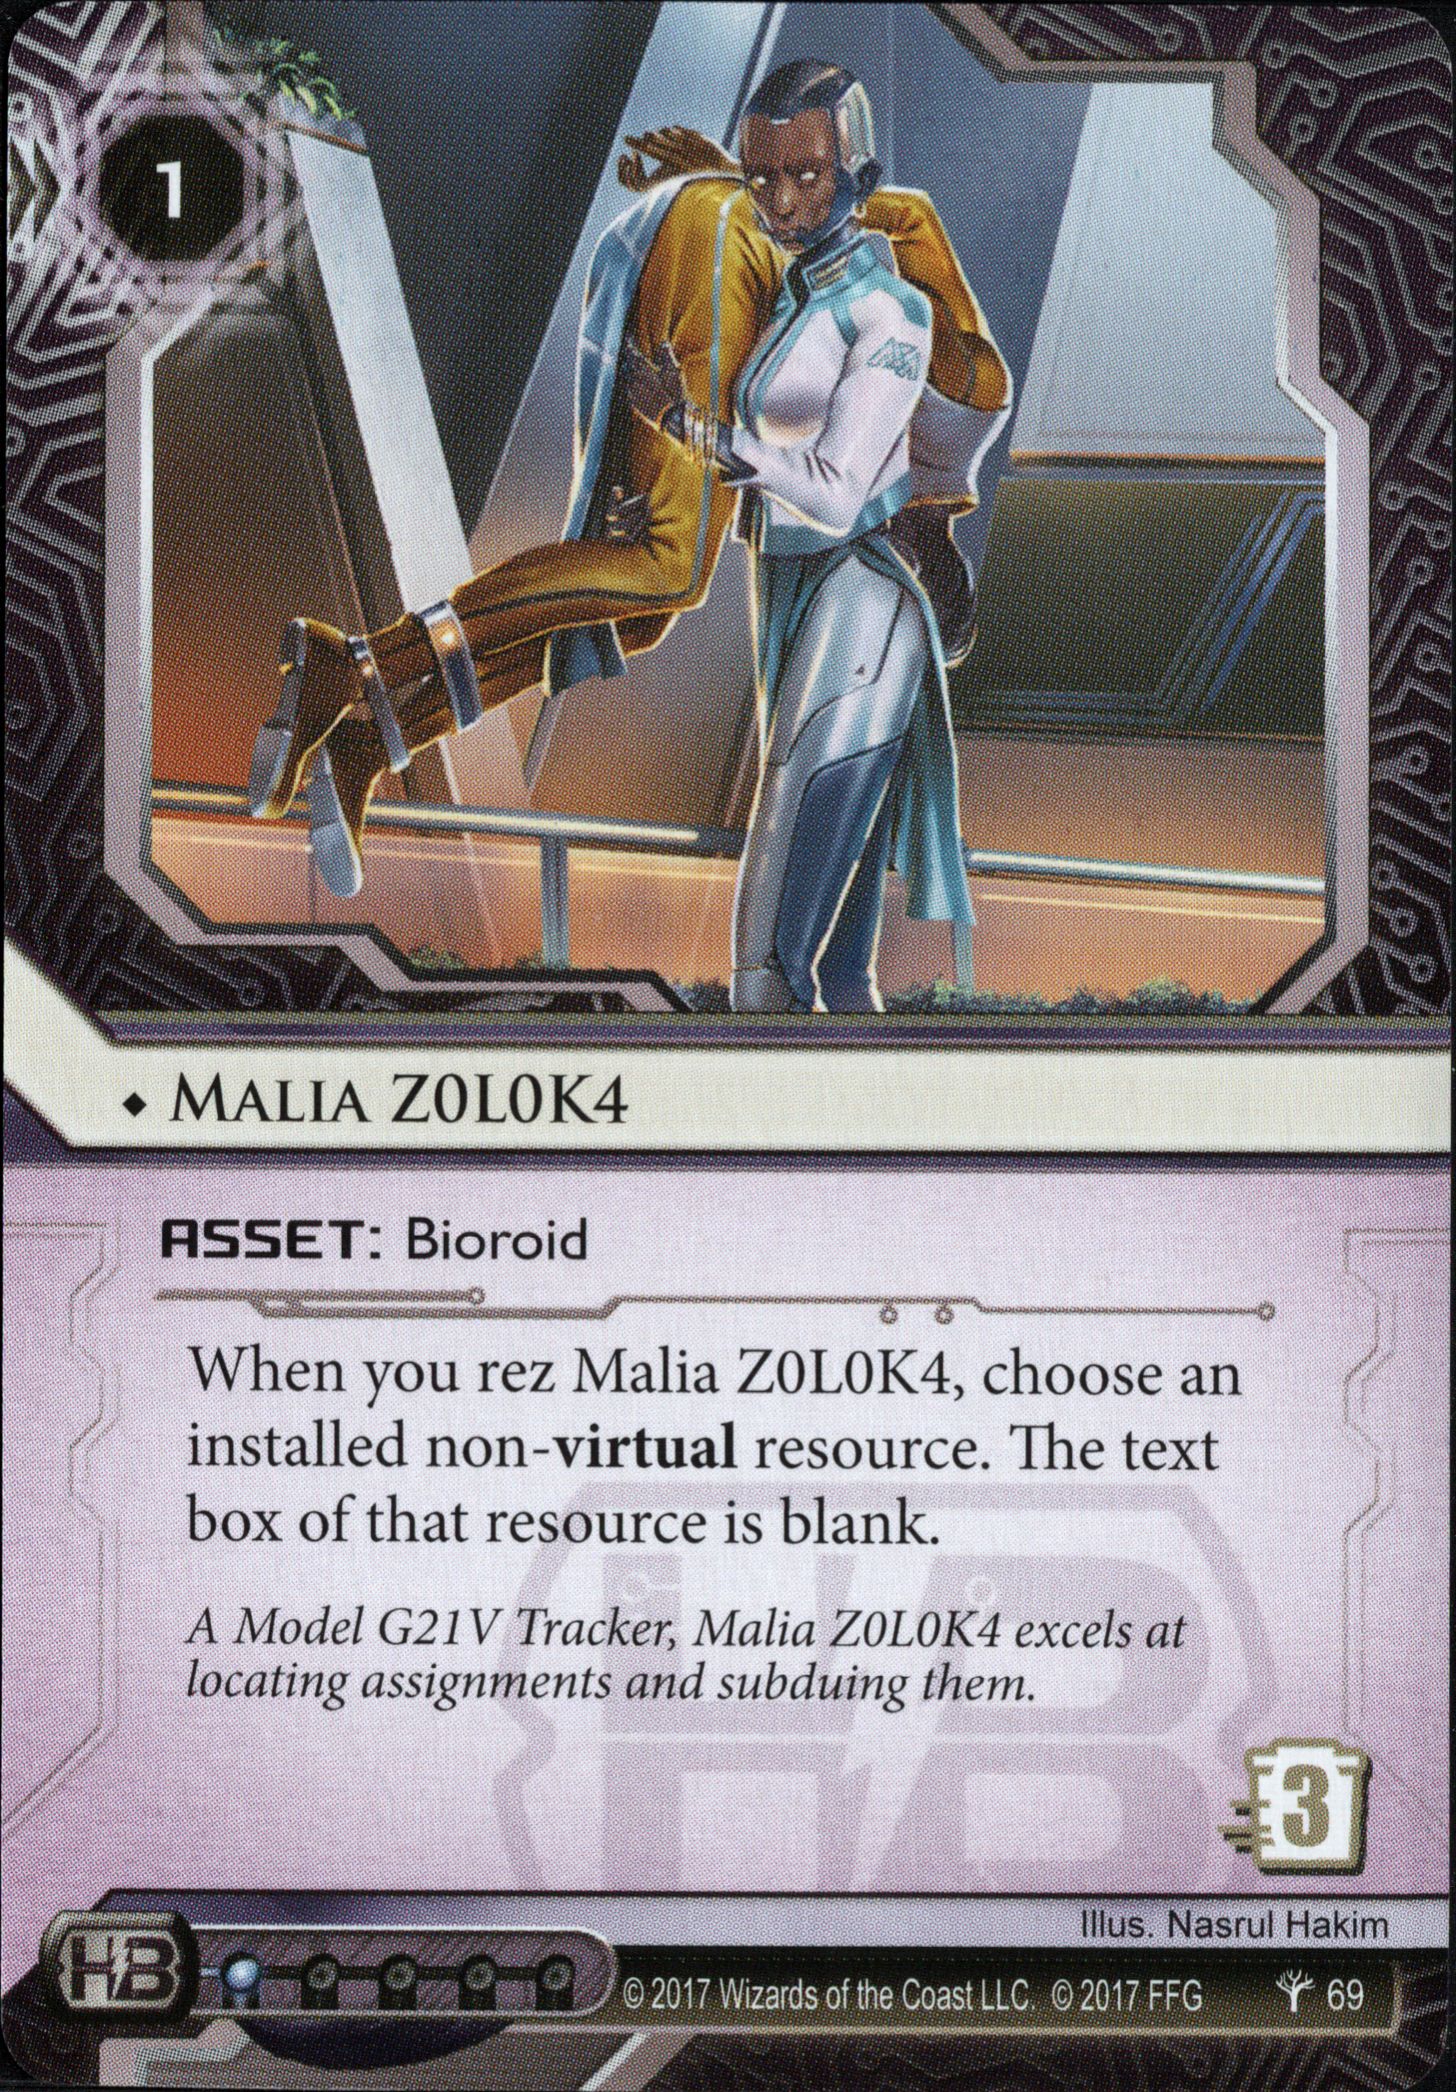 1
◆ MALIA Z0L0K4
ASSET: Bioroid
When you rez Malia Z0L0K4, choose an
installed non-virtual resource. The text
box of that resource is blank.
A Model G21V Tracker, Malia Z0L0K4 excels at
locating assignments and subduing them.
3
Illus. Nasrul Hakim
HB
© 2017 Wizards of the Coast LLC. © 2017 FFG 69